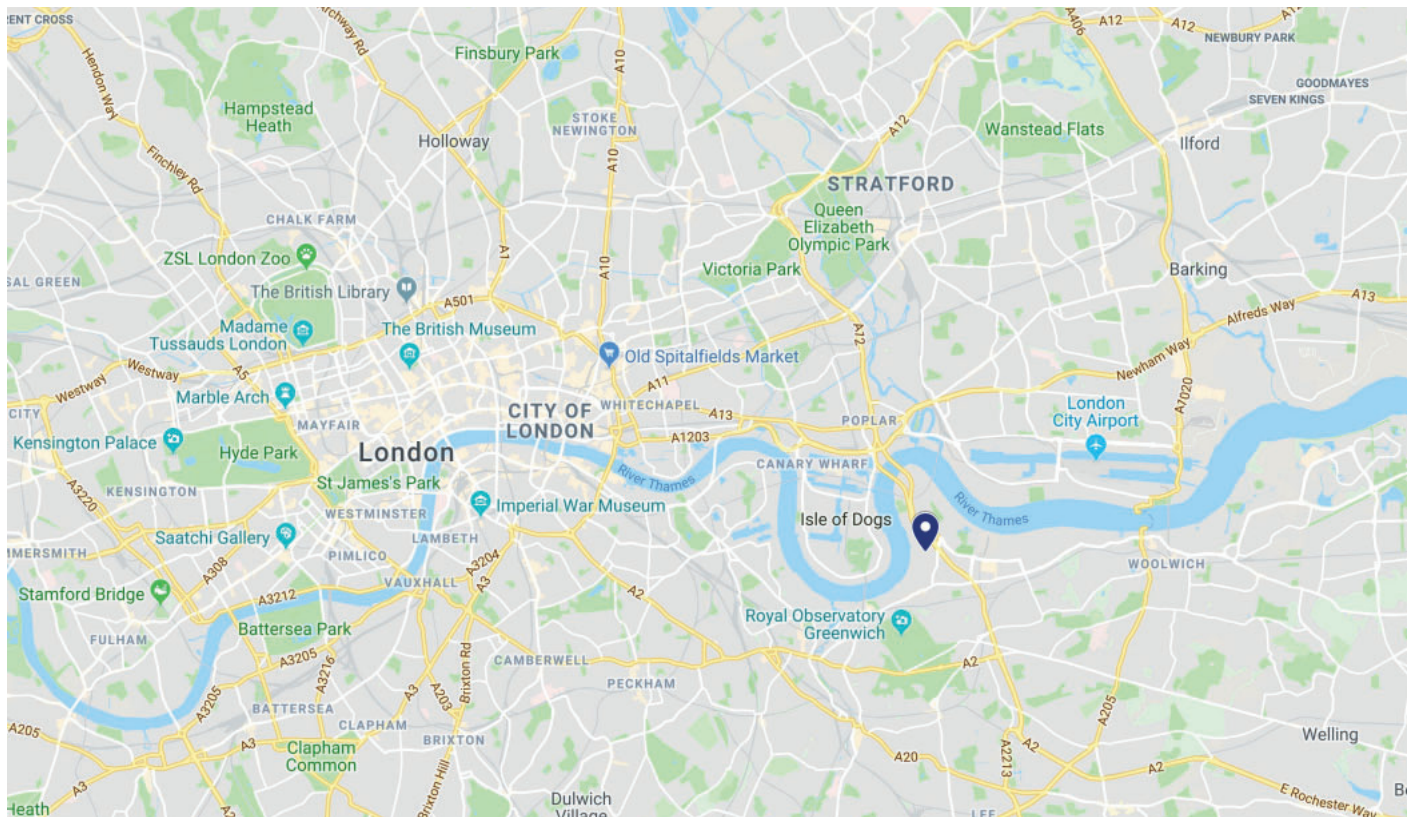 RENT CROSS
Hendon Way
Archway Rd
Finsbury Park
A10
A12
A406
A12
A12
NEWBURY PARK
GOODMAYES
SEVEN KINGS
Hampstead
Heath
Holloway
STOKE
NEWINGTON
A12
Wanstead Flats
Ilford
Finchley Rd
A10
STRATFORD
CHALK FARM
Queen
Elizabeth
Olympic Park
ZSL London Zoo
A1
A10
Victoria Park
Barking
SAL GREEN
The British Library
A501
Alfreds Way
A13
Madame
Tussauds London
The British Museum
A12
Old Spitalfields Market
Newham Way
Westway
Westway
A5
A11
Marble Arch
CITY
MAYFAIR
CITY OF
LONDON
WHITECHAPEL
A13
POPLAR
London
City Airport
A1020
Kensington Palace
Hyde Park
London
A1203
CANARY WHARF
St James's Park
River Thames
KENSINGTON
A3220
WESTMINSTER
Imperial War Museum
Isle of Dogs
River Thames
Saatchi Gallery
LAMBETH
MMERSMITH
PIMLICO
A3204
WOOLWICH
A308
VAUXHALL
A3
Stamford Bridge
A3212
A2
Royal Observatory
Greenwich
FULHAM
Battersea Park
A3205
CAMBERWELL
A2
A3216
Brixton Rd
PECKHAM
A3205
A3
A203
BATTERSEA
A205
A205
CLAPHAM
BRIXTON
Welling
A3
Clapham
Common
A20
A2213
A2
A2
A3
Brixton Hill
Dulwich
Village
E Rochester Way
Heath
A2
LEE